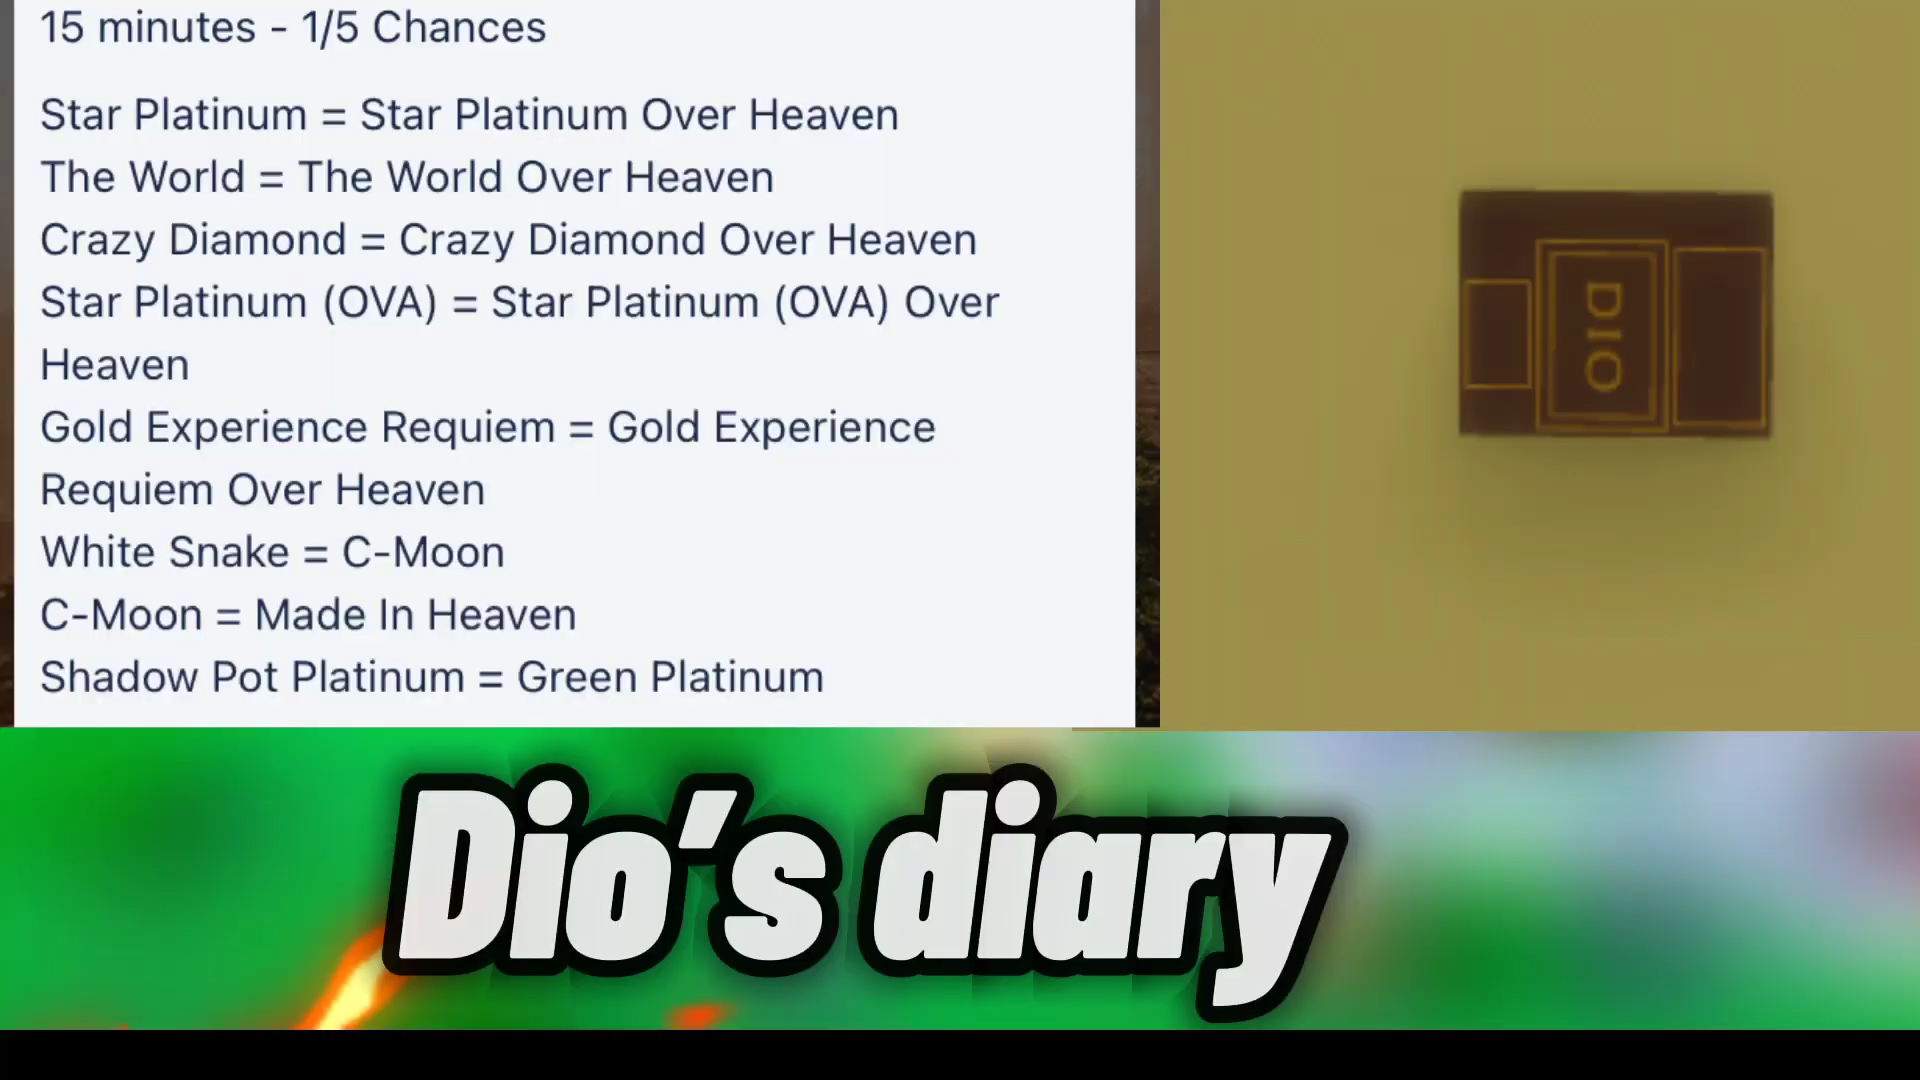 15 minutes - 1/5 Chances
Star Platinum = Star Platinum Over Heaven
The World = The World Over Heaven
Crazy Diamond = Crazy Diamond Over Heaven
Star Platinum (OVA) = Star Platinum (OVA) Over
Heaven
Gold Experience Requiem = Gold Experience
Requiem Over Heaven
White Snake = C-Moon
C-Moon = Made In Heaven
Shadow Pot Platinum = Green Platinum
DIO
Dio's diary